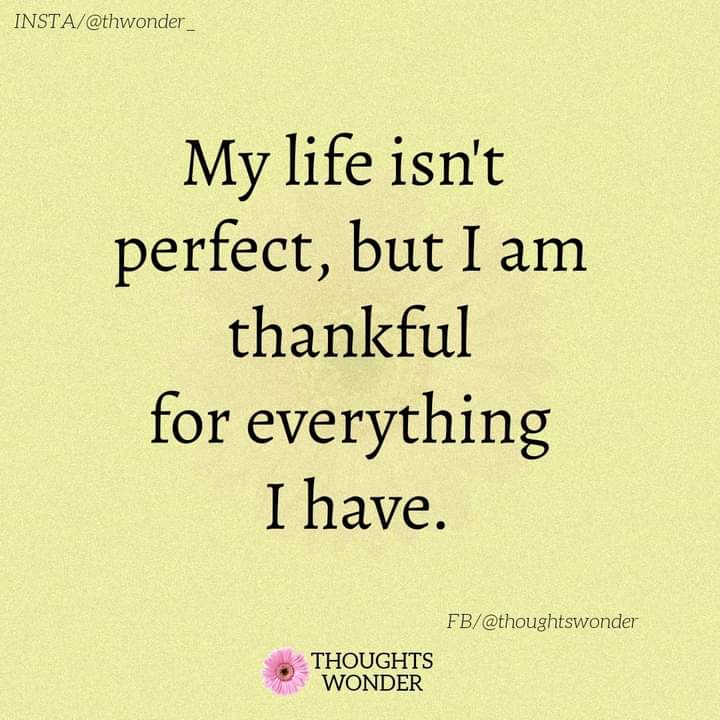 INSTA/@thwonder_
My life isn't
perfect, but I am
thankful
for everything
I have.
FB/@thoughtswonder
THOUGHTS
WONDER